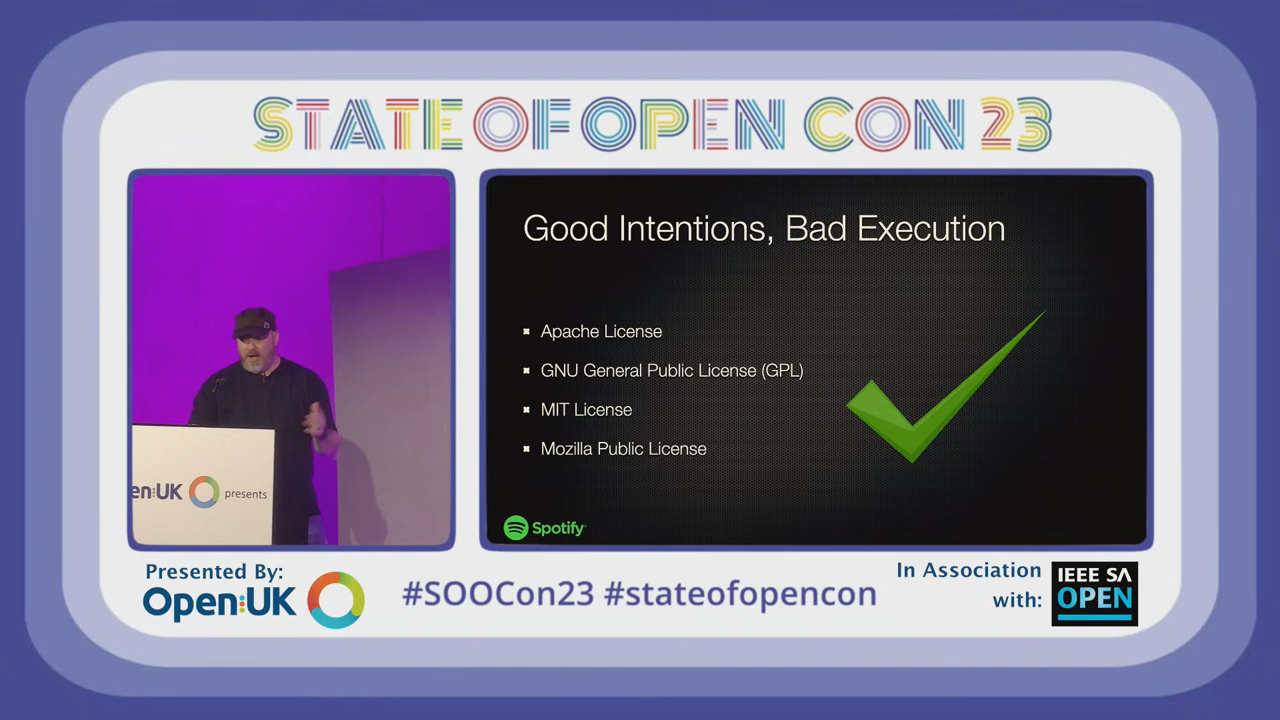 STATE OF OPEN CON 23
Good Intentions, Bad Execution
Apache License
GNU General Public License (GPL)
MIT License
Mozilla Public License
Spotify
en:UK presents
Presented By:
Open:UK
#SOOCon23 #stateofopencon
In Association
with:
IEEE SA
OPEN